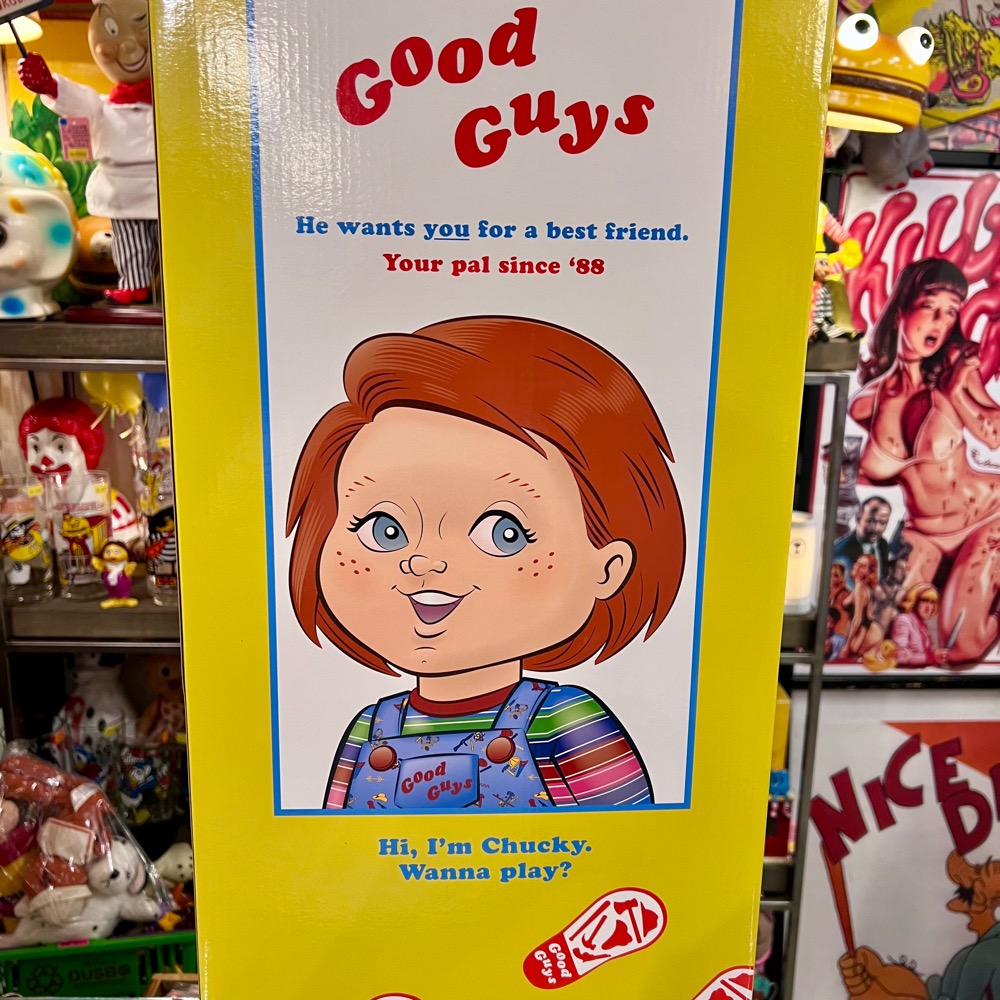 Good
Guys
He wants you for a best friend.
Your pal since ‘88
Good
Guys
Hi, I'm Chucky.
Wanna play?
Good
Guys
NICE
DUSBO